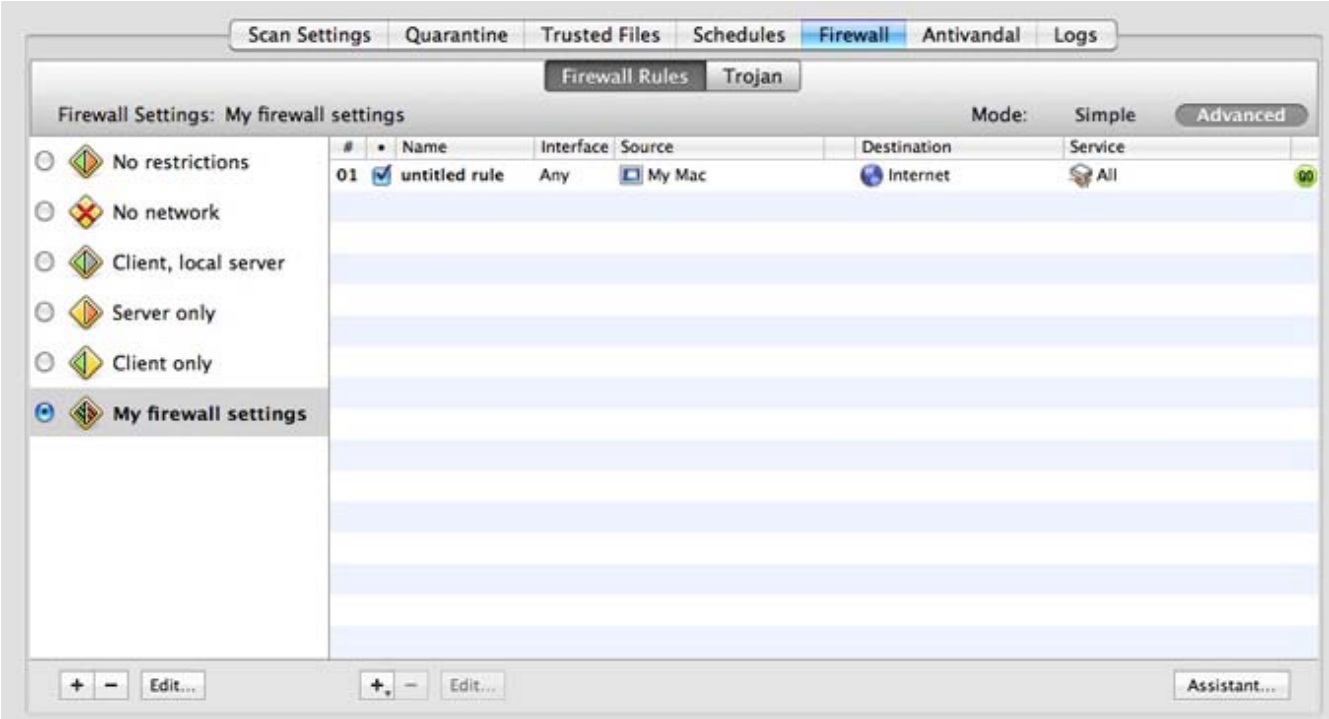 Scan Settings Quarantine Trusted Files Schedules Firewall Antivandal Logs
Firewall Rules Trojan
Firewall Settings: My firewall settings Mode: Simple Advanced
# • Name Interface Source Destination Service
01 untitled rule Any My Mac Internet All GO
No restrictions
No network
Client, local server
Server only
Client only
My firewall settings
+ - Edit... + - Edit... Assistant...